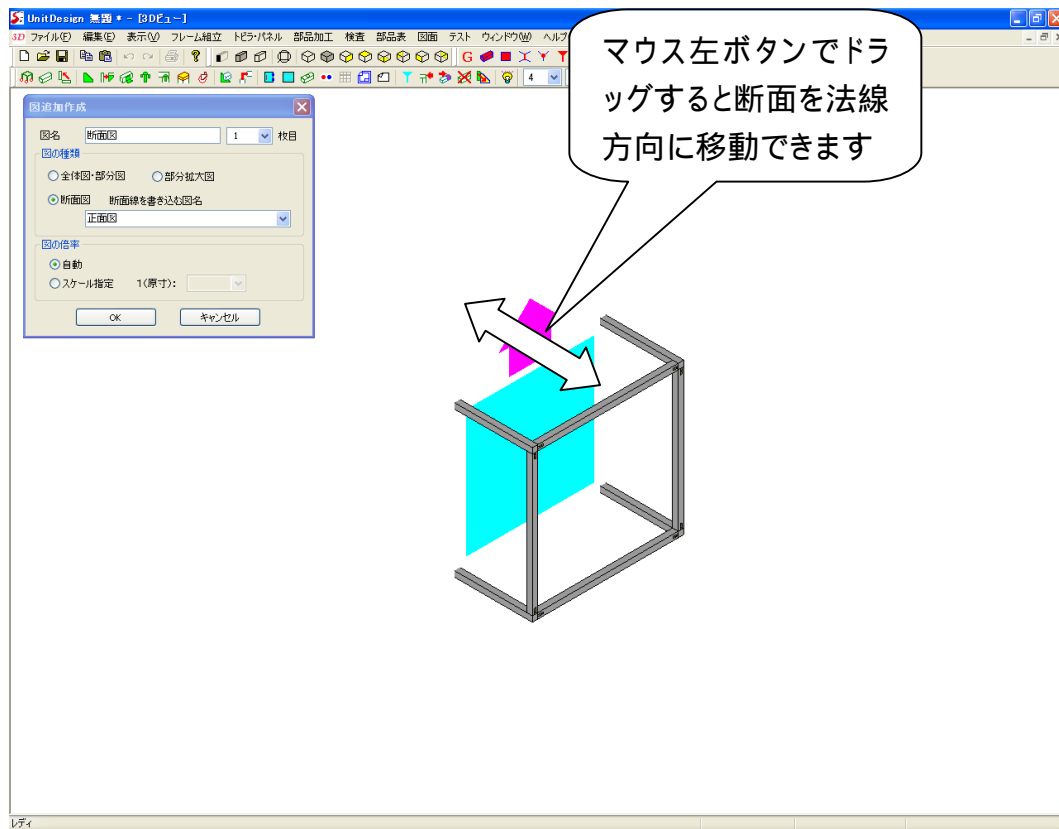 UnitDesign 無題 * - [3Dビュー]
3D ファイル(F) 編集(E) 表示(V) フレーム組立 トビラ・パネル 部品加工 検査 部品表 図面 テスト ウィンドウ(W) ヘルプ
G
4
マウス左ボタンでドラ
ッグすると断面を法線
方向に移動できます
図追加作成
図名 断面図 1 枚目
図の種類
全体図・部分図 部分拡大図
断面図 断面線を書き込む図名
正面図
図の倍率
自動
スケール指定 1(原寸):
OK キャンセル
レディ